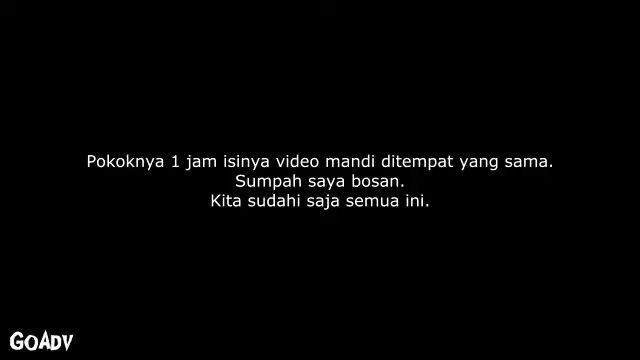 Pokoknya 1 jam isinya video mandi ditempat yang sama.
Sumpah saya bosan.
Kita sudahi saja semua ini.
GOADV